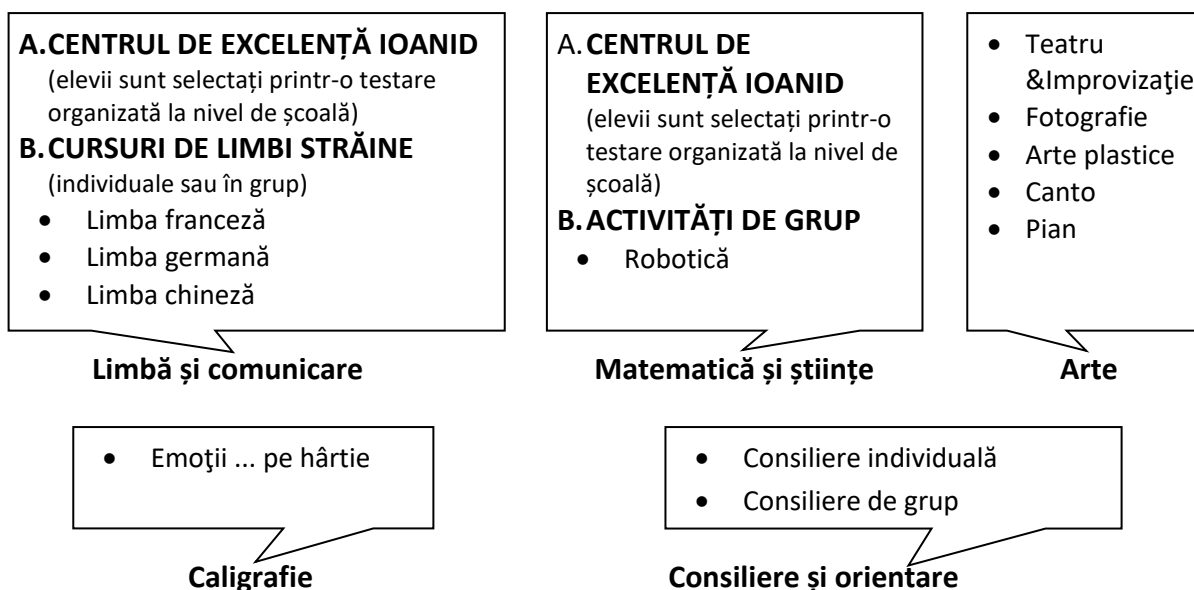 A.CENTRUL DE EXCELENȚĂ IOANID
(elevii sunt selectați printr-o testare
organizată la nivel de școală)
B.CURSURI DE LIMBI STRĂINE
(individuale sau în grup)
• Limba franceză
• Limba germană
• Limba chineză
Limbă și comunicare
A.CENTRUL DE
EXCELENȚĂ IOANID
(elevii sunt selectați printr-o
testare organizată la nivel de
școală)
B.ACTIVITĂȚI DE GRUP
• Robotică
Matematică și științe
• Teatru
&Improvizaţie
• Fotografie
• Arte plastice
• Canto
• Pian
Arte
• Emoţii ... pe hârtie
Caligrafie
• Consiliere individuală
• Consiliere de grup
Consiliere și orientare